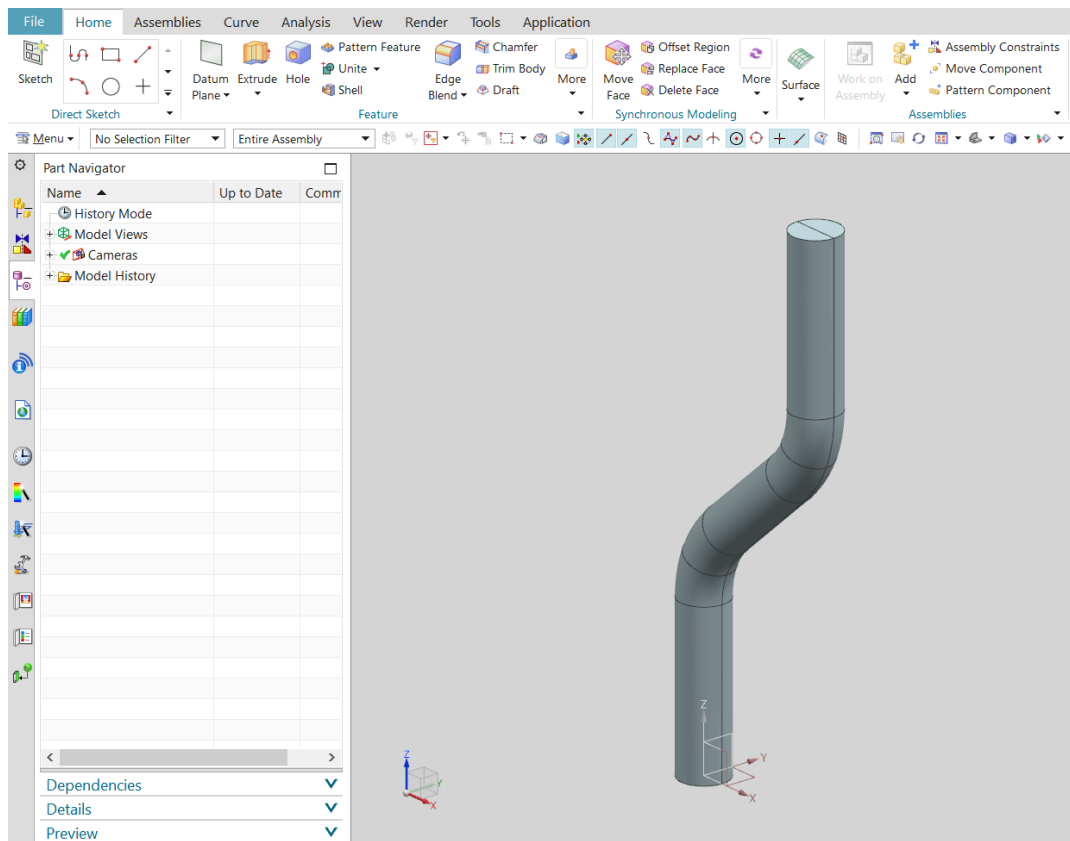 File Home Assemblies Curve Analysis View Render Tools Application
Sketch
Direct Sketch
Datum Plane
Extrude
Hole
Pattern Feature
Unite
Shell
Edge Blend
Chamfer
Trim Body
Draft
More
Feature
Move Face
Offset Region
Replace Face
Delete Face
More
Synchronous Modeling
Surface
Work on Assembly
Add
Assembly Constraints
Move Component
Pattern Component
Assemblies
Menu No Selection Filter Entire Assembly
Part Navigator
Name Up to Date Comm
History Mode
Model Views
Cameras
Model History
Dependencies
Details
Preview
Z
Y
X
Z
Y
X